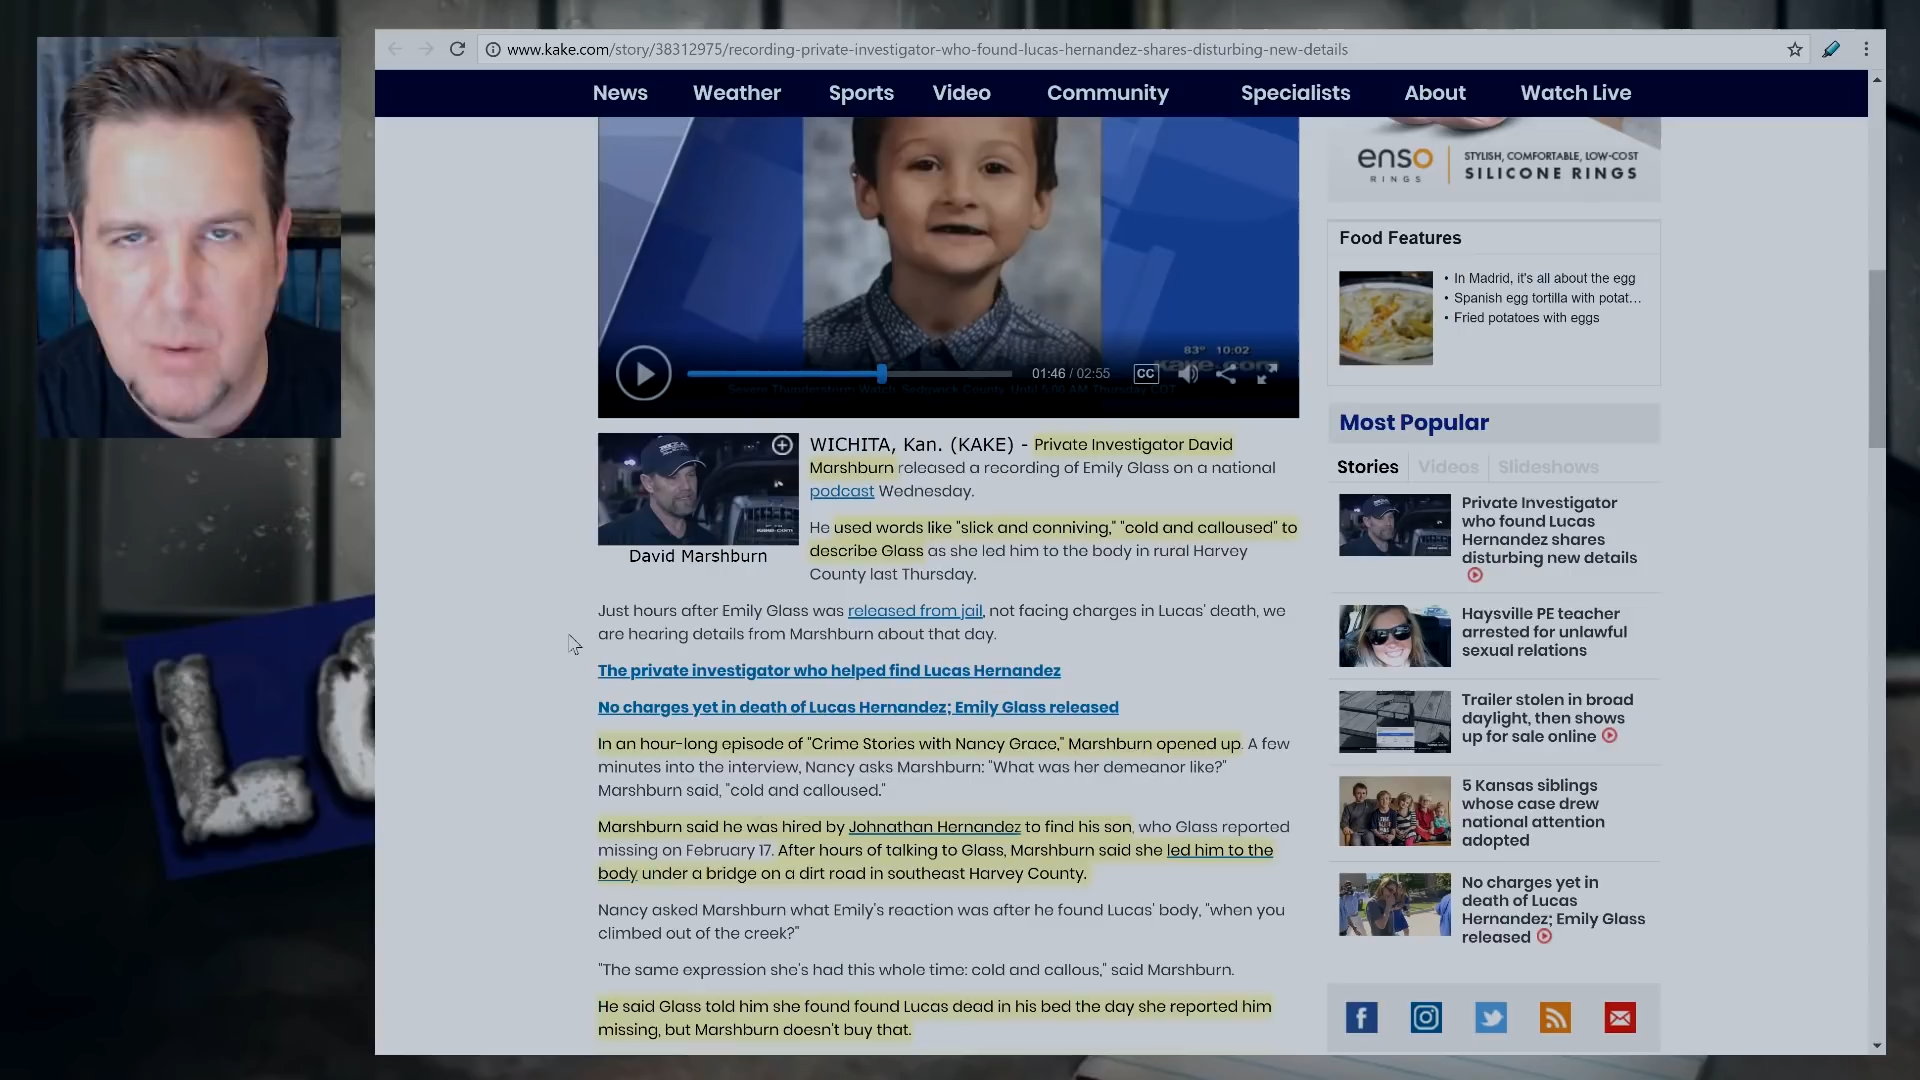 www.kake.com/story/38312975/recording-private-investigator-who-found-lucas-hernandez-shares-disturbing-new-details
News Weather Sports Video Community Specialists About Watch Live
enso RINGS STYLISH, COMFORTABLE, LOW-COST
SILICONE RINGS
Food Features
• In Madrid, it's all about the egg
• Spanish egg tortilla with potat...
• Fried potatoes with eggs
83° 10:02
kake.com
01:46 / 02:55 CC
Severe Thunderstorm Watch, Sedgwick County, Until 5:00 AM Thursday CDT
David Marshburn
WICHITA, Kan. (KAKE) - Private Investigator David
Marshburn released a recording of Emily Glass on a national
podcast Wednesday.
He used words like "slick and conniving," "cold and calloused" to
describe Glass as she led him to the body in rural Harvey
County last Thursday.
Just hours after Emily Glass was released from jail, not facing charges in Lucas' death, we
are hearing details from Marshburn about that day.
The private investigator who helped find Lucas Hernandez
No charges yet in death of Lucas Hernandez; Emily Glass released
In an hour-long episode of "Crime Stories with Nancy Grace," Marshburn opened up. A few
minutes into the interview, Nancy asks Marshburn: "What was her demeanor like?"
Marshburn said, "cold and calloused."
Marshburn said he was hired by Johnathan Hernandez to find his son, who Glass reported
missing on February 17. After hours of talking to Glass, Marshburn said she led him to the
body under a bridge on a dirt road in southeast Harvey County.
Nancy asked Marshburn what Emily's reaction was after he found Lucas' body, "when you
climbed out of the creek?"
"The same expression she's had this whole time: cold and callous," said Marshburn.
He said Glass told him she found found Lucas dead in his bed the day she reported him
missing, but Marshburn doesn't buy that.
Most Popular
Stories Videos Slideshows
Private Investigator
who found Lucas
Hernandez shares
disturbing new details
Haysville PE teacher
arrested for unlawful
sexual relations
Trailer stolen in broad
daylight, then shows
up for sale online
5 Kansas siblings
whose case drew
national attention
adopted
No charges yet in
death of Lucas
Hernandez; Emily Glass
released